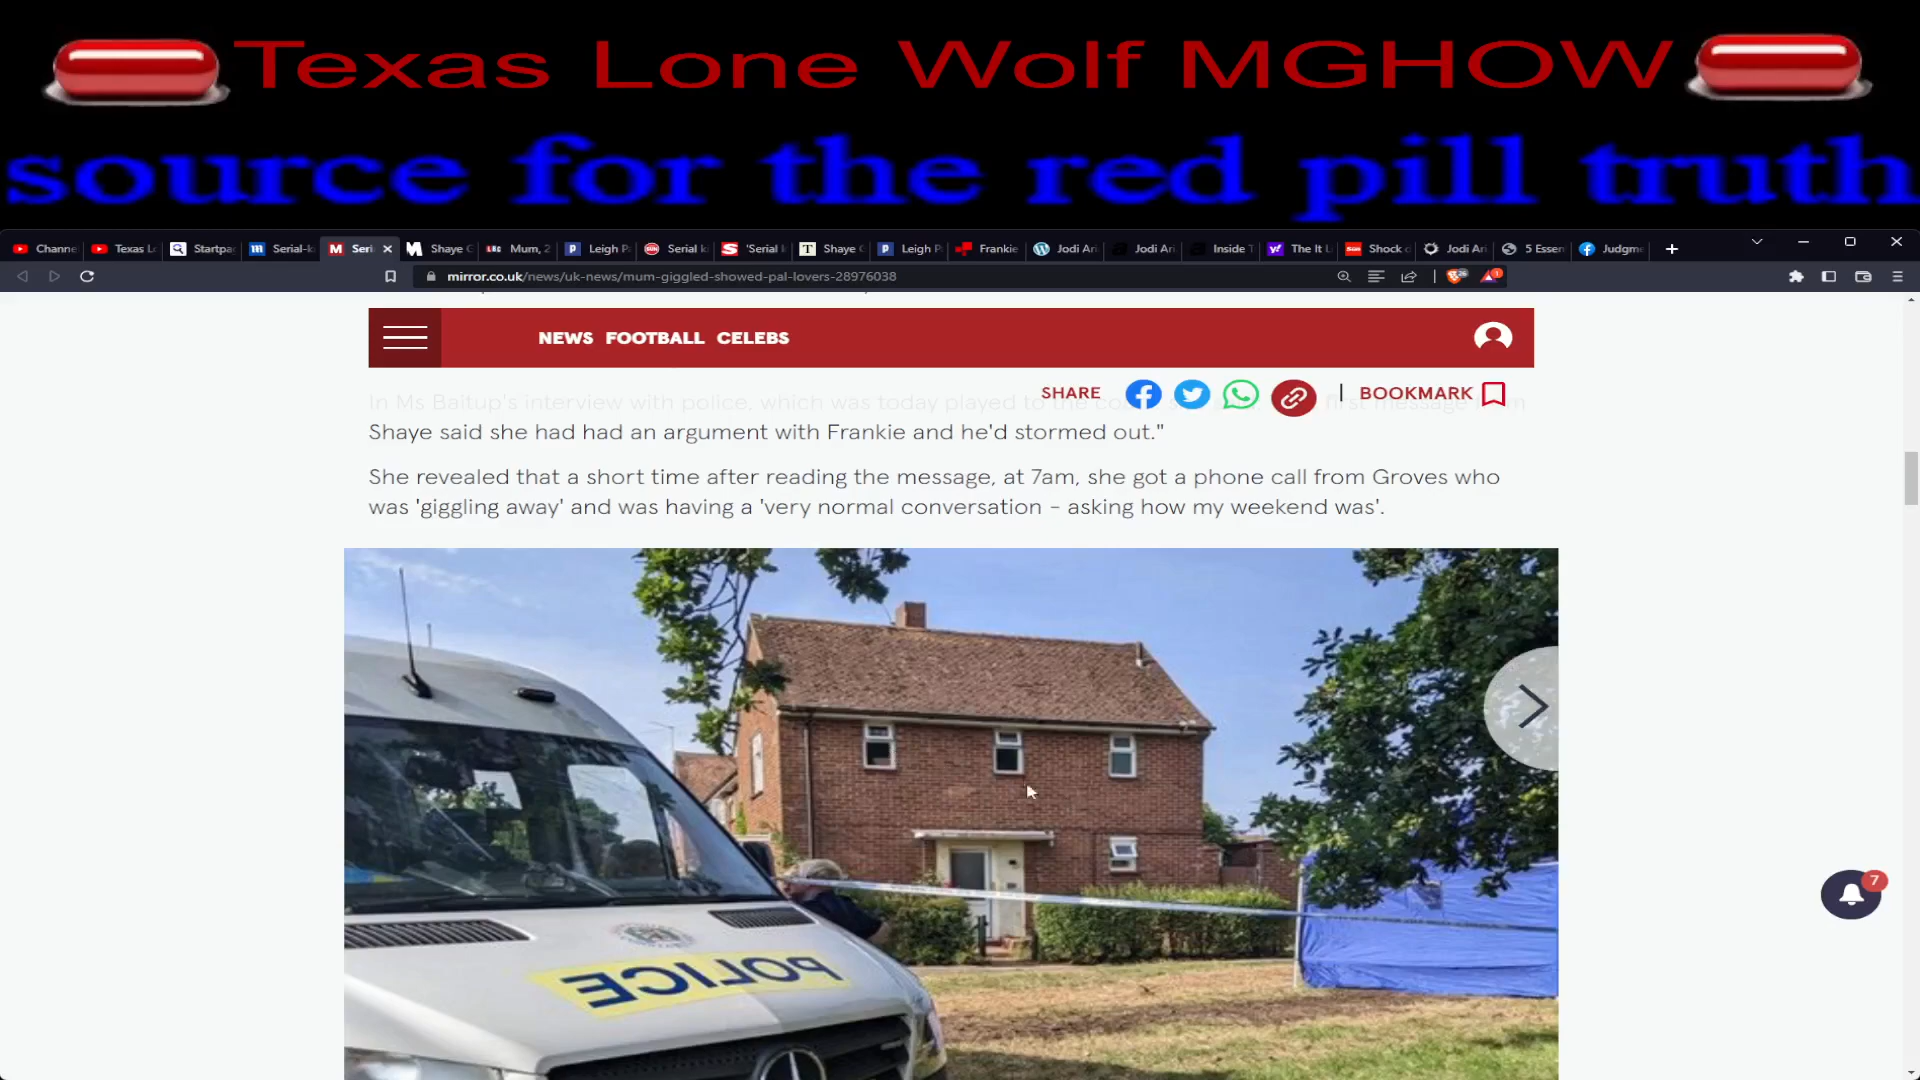 Texas Lone Wolf MGHOW
source for the red pill truth
Channe Texas Lo Startpa Serial-k Seri Shaye G Mum, 2 Leigh P Serial k 'Serial Shaye G Leigh P Frankie Jodi Ari Jodi Ari Inside T The It L Shock Jodi Ari 5 Essen Judgme
mirror.co.uk/news/uk-news/mum-giggled-showed-pal-lovers-28976038
NEWS FOOTBALL CELEBS
SHARE | BOOKMARK
In Ms Baitup's interview with police, which was today played to the first message
Shaye said she had had an argument with Frankie and he'd stormed out."
She revealed that a short time after reading the message, at 7am, she got a phone call from Groves who
was 'giggling away' and was having a 'very normal conversation - asking how my weekend was'.
POLICE
7